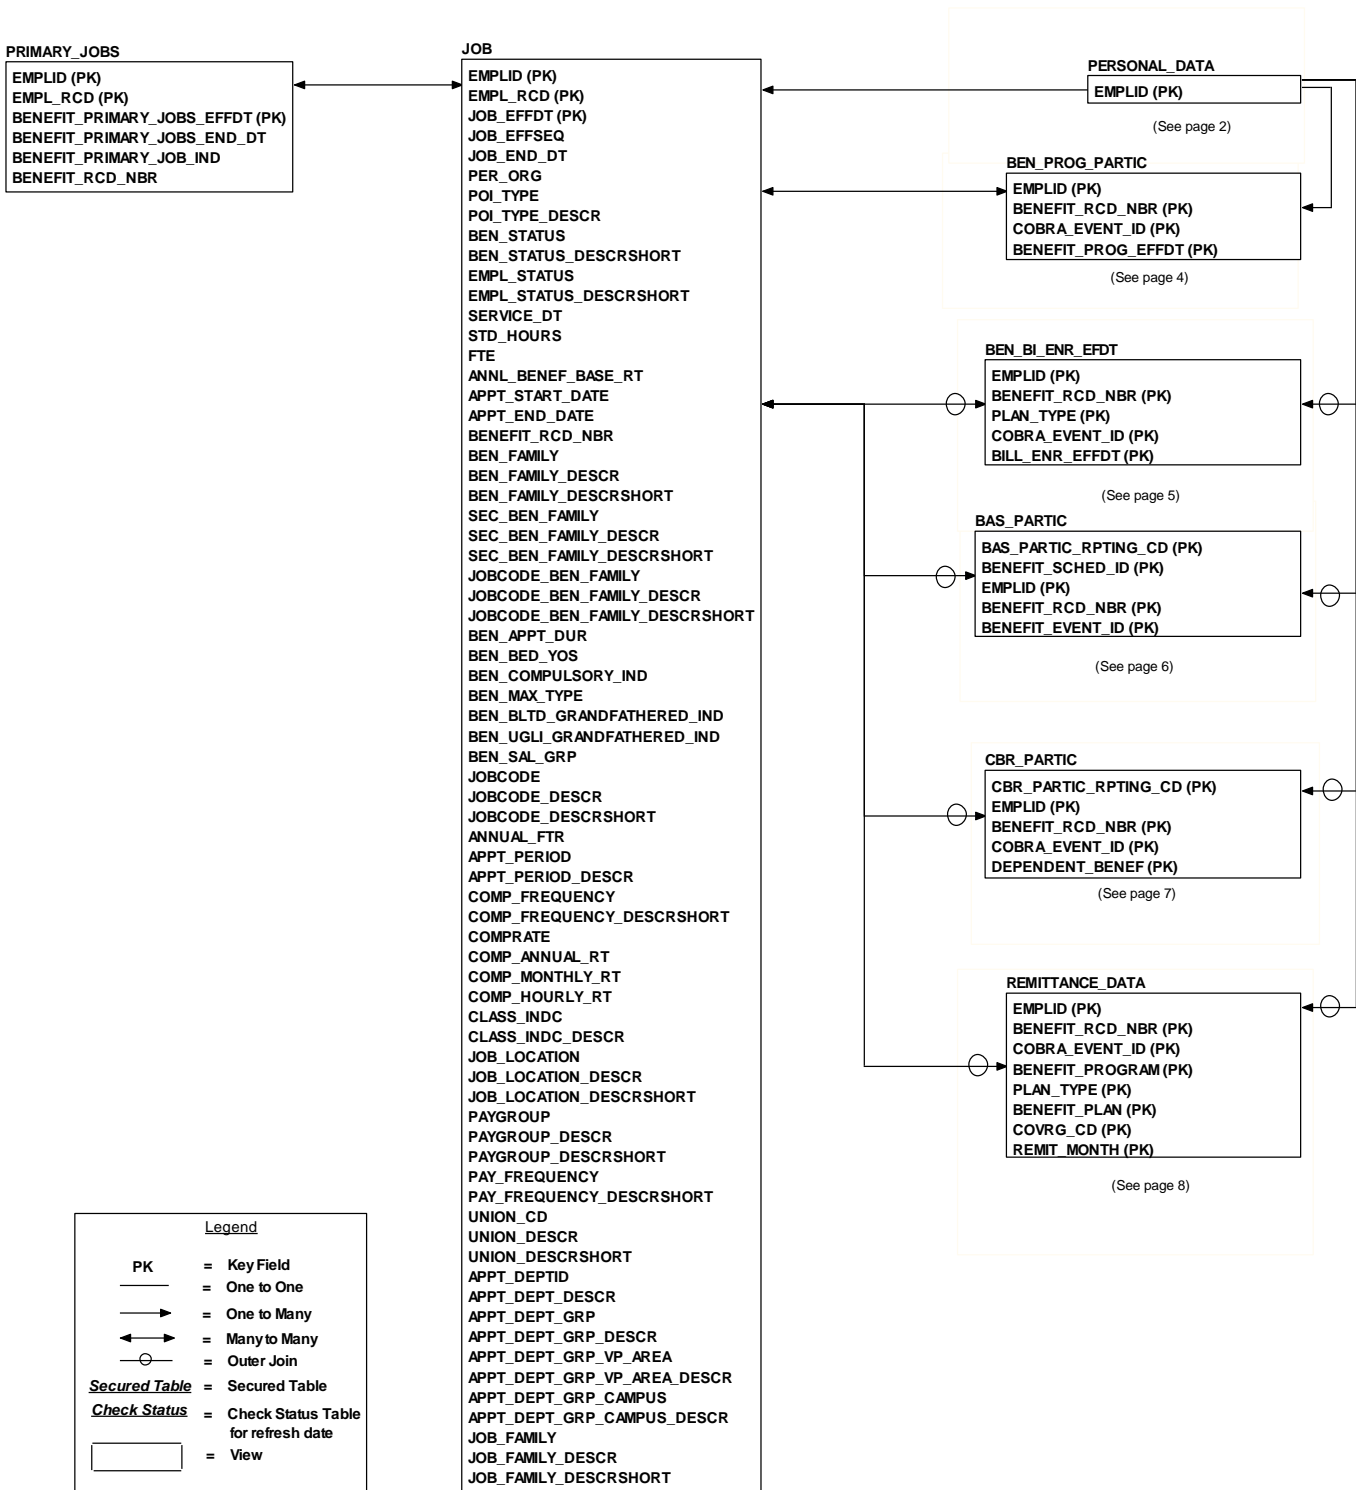 PRIMARY_JOBS
EMPLID (PK)
EMPL_RCD (PK)
BENEFIT_PRIMARY_JOBS_EFFDT (PK)
BENEFIT_PRIMARY_JOBS_END_DT
BENEFIT_PRIMARY_JOB_IND
BENEFIT_RCD_NBR
JOB
EMPLID (PK)
EMPL_RCD (PK)
JOB_EFFDT (PK)
JOB_EFFSEQ
JOB_END_DT
PER_ORG
POI_TYPE
POI_TYPE_DESCR
BEN_STATUS
BEN_STATUS_DESCRSHORT
EMPL_STATUS
EMPL_STATUS_DESCRSHORT
SERVICE_DT
STD_HOURS
FTE
ANNL_BENEF_BASE_RT
APPT_START_DATE
APPT_END_DATE
BENEFIT_RCD_NBR
BEN_FAMILY
BEN_FAMILY_DESCR
BEN_FAMILY_DESCRSHORT
SEC_BEN_FAMILY
SEC_BEN_FAMILY_DESCR
SEC_BEN_FAMILY_DESCRSHORT
JOBCODE_BEN_FAMILY
JOBCODE_BEN_FAMILY_DESCR
JOBCODE_BEN_FAMILY_DESCRSHORT
BEN_APPT_DUR
BEN_BED_YOS
BEN_COMPULSORY_IND
BEN_MAX_TYPE
BEN_BLTD_GRANDFATHERED_IND
BEN_UGLI_GRANDFATHERED_IND
BEN_SAL_GRP
JOBCODE
JOBCODE_DESCR
JOBCODE_DESCRSHORT
ANNUAL_FTR
APPT_PERIOD
APPT_PERIOD_DESCR
COMP_FREQUENCY
COMP_FREQUENCY_DESCRSHORT
COMPRATE
COMP_ANNUAL_RT
COMP_MONTHLY_RT
COMP_HOURLY_RT
CLASS_INDC
CLASS_INDC_DESCR
JOB_LOCATION
JOB_LOCATION_DESCR
JOB_LOCATION_DESCRSHORT
PAYGROUP
PAYGROUP_DESCR
PAYGROUP_DESCRSHORT
PAY_FREQUENCY
PAY_FREQUENCY_DESCRSHORT
UNION_CD
UNION_DESCR
UNION_DESCRSHORT
APPT_DEPTID
APPT_DEPT_DESCR
APPT_DEPT_GRP
APPT_DEPT_GRP_DESCR
APPT_DEPT_GRP_VP_AREA
APPT_DEPT_GRP_VP_AREA_DESCR
APPT_DEPT_GRP_CAMPUS
APPT_DEPT_GRP_CAMPUS_DESCR
JOB_FAMILY
JOB_FAMILY_DESCR
JOB_FAMILY_DESCRSHORT
PERSONAL_DATA
EMPLID (PK)
(See page 2)
BEN_PROG_PARTIC
EMPLID (PK)
BENEFIT_RCD_NBR (PK)
COBRA_EVENT_ID (PK)
BENEFIT_PROG_EFFDT (PK)
(See page 4)
BEN_BI_ENR_EFDT
EMPLID (PK)
BENEFIT_RCD_NBR (PK)
PLAN_TYPE (PK)
COBRA_EVENT_ID (PK)
BILL_ENR_EFFDT (PK)
(See page 5)
BAS_PARTIC
BAS_PARTIC_RPTING_CD (PK)
BENEFIT_SCHED_ID (PK)
EMPLID (PK)
BENEFIT_RCD_NBR (PK)
BENEFIT_EVENT_ID (PK)
(See page 6)
CBR_PARTIC
CBR_PARTIC_RPTING_CD (PK)
EMPLID (PK)
BENEFIT_RCD_NBR (PK)
COBRA_EVENT_ID (PK)
DEPENDENT_BENEF (PK)
(See page 7)
REMITTANCE_DATA
EMPLID (PK)
BENEFIT_RCD_NBR (PK)
COBRA_EVENT_ID (PK)
BENEFIT_PROGRAM (PK)
PLAN_TYPE (PK)
BENEFIT_PLAN (PK)
COVRG_CD (PK)
REMIT_MONTH (PK)
(See page 8)
Legend
PK = Key Field
= One to One
= One to Many
= Many to Many
= Outer Join
Secured Table = Secured Table
Check Status = Check Status Table
for refresh date
= View